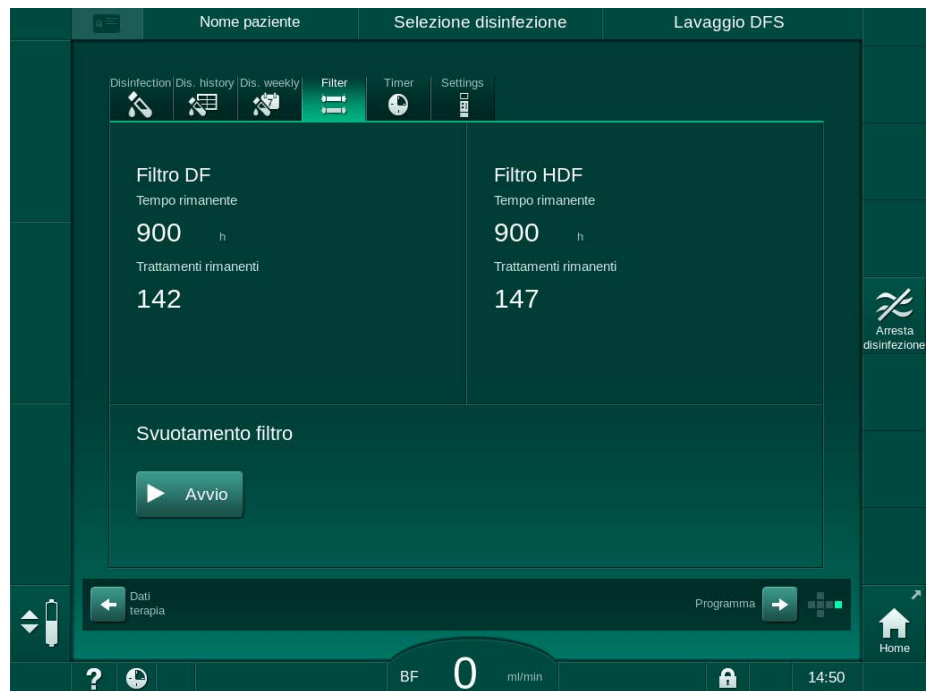 Nome paziente
Selezione disinfezione
Lavaggio DFS
Disinfection
Dis. history
Dis. weekly
Filter
Timer
Settings
Filtro DF
Tempo rimanente
900 h
Trattamenti rimanenti
142
Filtro HDF
Tempo rimanente
900 h
Trattamenti rimanenti
147
Arresta
disinfezione
Svuotamento filtro
Avvio
Dati
terapia
Programma
Home
?
BF 0 ml/min
14:50